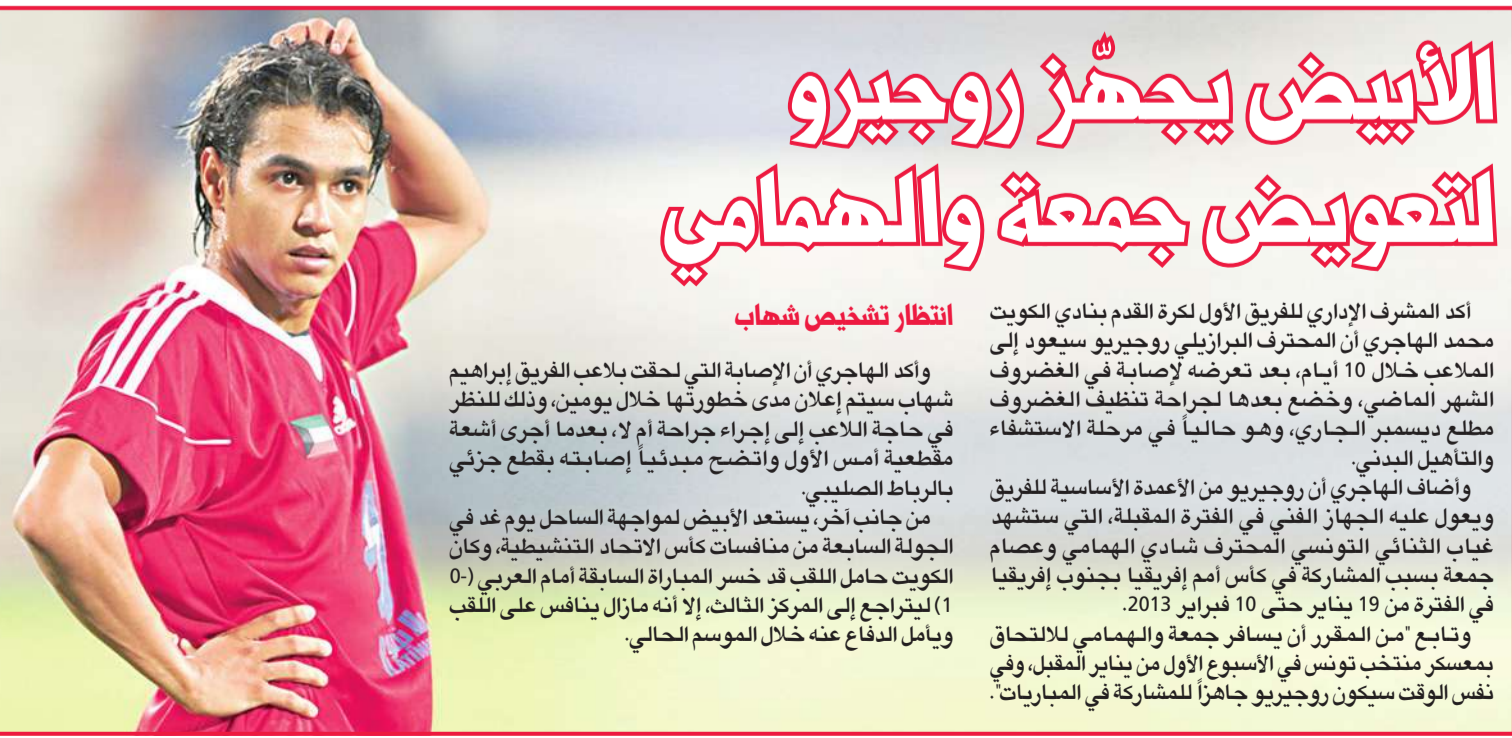 الأبيض يجهّز روجيرو
لتعويض جمعة والهمامي
أكد المشرف الإداري للفريق الأول لكرة القدم بنادي الكويت
محمد الهاجري أن المحترف البرازيلي روجيريو سيعود إلى
الملاعب خلال 10 أيام، بعد تعرضه لإصابة في الغضروف
الشهر الماضي، وخضع بعدها لجراحة تنظيف الغضروف
مطلع ديسمبر الجاري، وهو حالياً في مرحلة الاستشفاء
والتأهيل البدني.
وأضاف الهاجري أن روجيريو من الأعمدة الأساسية للفريق
ويعول عليه الجهاز الفني في الفترة المقبلة، التي ستشهد
غياب الثنائي التونسي المحترف شادي الهمامي وعصام
جمعة بسبب المشاركة في كأس أمم إفريقيا بجنوب إفريقيا
في الفترة من 19 يناير حتى 10 فبراير 2013.
وتابع "من المقرر أن يسافر جمعة والهمامي للالتحاق
بمعسكر منتخب تونس في الأسبوع الأول من يناير المقبل، وفي
نفس الوقت سيكون روجيريو جاهزاً للمشاركة في المباريات".
انتظار تشخيص شهاب
وأكد الهاجري أن الإصابة التي لحقت بلاعب الفريق إبراهيم
شهاب سيتم إعلان مدى خطورتها خلال يومين، وذلك للنظر
في حاجة اللاعب إلى إجراء جراحة أم لا، بعدما أجرى أشعة
مقطعية أمس الأول واتضح مبدئياً إصابته بقطع جزئي
بالرباط الصليبي.
من جانب آخر، يستعد الأبيض لمواجهة الساحل يوم غد في
الجولة السابعة من منافسات كأس الاتحاد التنشيطية، وكان
الكويت حامل اللقب قد خسر المباراة السابقة أمام العربي (-0
1) ليتراجع إلى المركز الثالث، إلا أنه مازال ينافس على اللقب
ويأمل الدفاع عنه خلال الموسم الحالي.